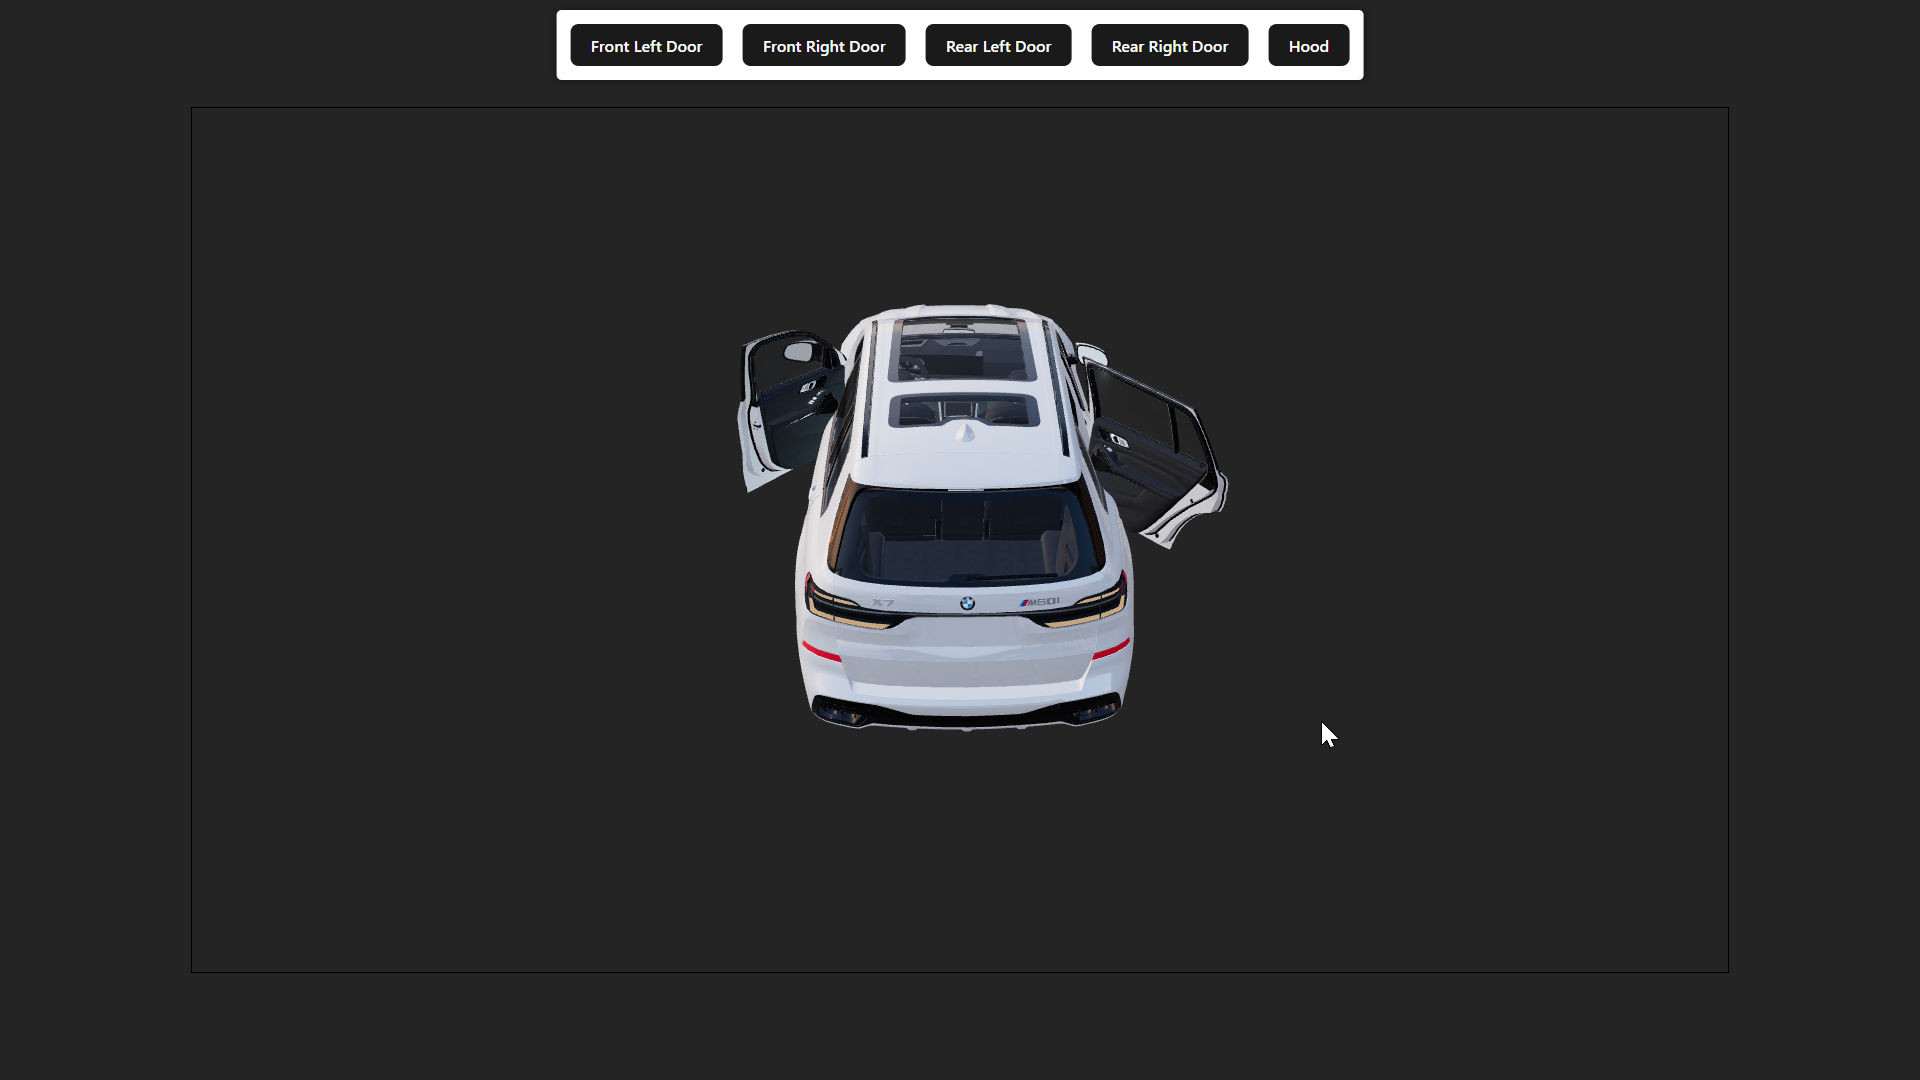 Front Left Door
Front Right Door
Rear Left Door
Rear Right Door
Hood
X7
M60i